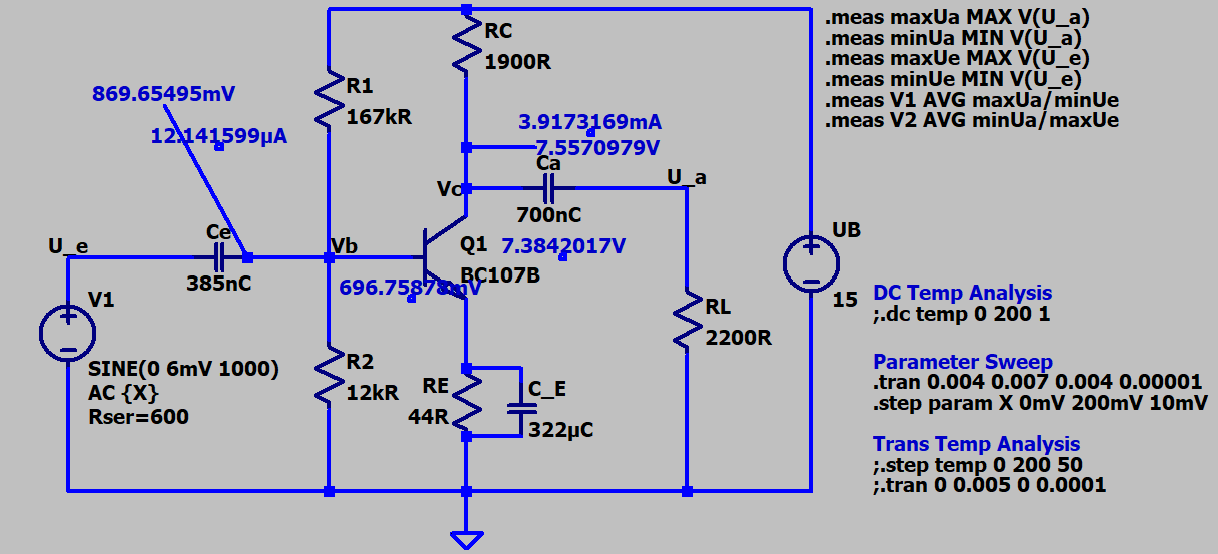 .meas maxUa MAX V(U_a)
.meas minUa MIN V(U_a)
.meas maxUe MAX V(U_e)
.meas minUe MIN V(U_e)
.meas V1 AVG maxUa/minUe
.meas V2 AVG minUa/maxUe
RC
1900R
R1
167kR
869.65495mV
12.141599µA
3.9173169mA
7.5570979V
Ca
700nC
Vc
U_a
U_e
Ce
385nC
Vb
Q1
BC107B
7.3842017V
696.75878mV
UB
15
V1
SINE(0 6mV 1000)
AC {X}
Rser=600
R2
12kR
RE
44R
C_E
322µC
RL
2200R
DC Temp Analysis
;.dc temp 0 200 1
Parameter Sweep
.tran 0.004 0.007 0.004 0.00001
.step param X 0mV 200mV 10mV
Trans Temp Analysis
;.step temp 0 200 50
;.tran 0 0.005 0 0.0001